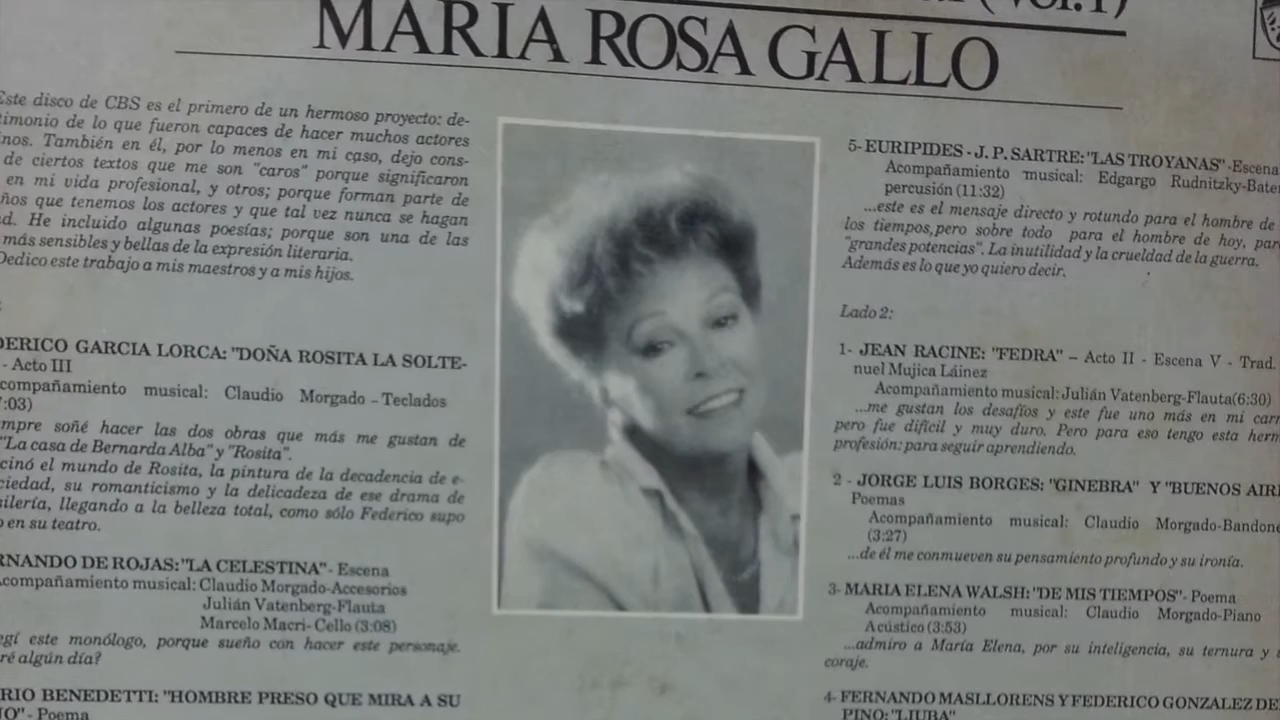 (Vol. 1)
MARIA ROSA GALLO
Este disco de CBS es el primero de un hermoso proyecto: de-
timonio de lo que fueron capaces de hacer muchos actores
inos. También en él, por lo menos en mi caso, dejo cons-
de ciertos textos que me son "caros" porque significaron
en mi vida profesional, y otros; porque forman parte de
ños que tenemos los actores y que tal vez nunca se hagan
d. He incluido algunas poesías; porque son una de las
más sensibles y bellas de la expresión literaria.
Dedico este trabajo a mis maestros y a mis hijos.
DERICO GARCIA LORCA: "DOÑA ROSITA LA SOLTE-
- Acto III
compañamiento musical: Claudio Morgado - Teclados
7:03)
mpre soñé hacer las dos obras que más me gustan de
"La casa de Bernarda Alba" y "Rosita".
cinó el mundo de Rosita, la pintura de la decadencia de e-
ciedad, su romanticismo y la delicadeza de ese drama de
silería, llegando a la belleza total, como sólo Federico supo
o en su teatro.
RNANDO DE ROJAS: "LA CELESTINA" - Escena
Acompañamiento musical: Claudio Morgado-Accesorios
Julián Vatenberg-Flauta
Marcelo Macri- Cello (3:08)
egí este monólogo, porque sueño con hacer este personaje.
ré algún día?
RIO BENEDETTI: "HOMBRE PRESO QUE MIRA A SU
IO" - Poema
5- EURIPIDES - J. P. SARTRE: "LAS TROYANAS" -Escena
Acompañamiento musical: Edgargo Rudnitzky-Bater
percusión (11:32)
...este es el mensaje directo y rotundo para el hombre de
los tiempos, pero sobre todo para el hombre de hoy, para
"grandes potencias". La inutilidad y la crueldad de la guerra.
Además es lo que yo quiero decir.
Lado 2:
1- JEAN RACINE: "FEDRA" – Acto II - Escena V - Trad.
nuel Mujica Láinez
Acompañamiento musical: Julián Vatenberg-Flauta(6:30)
...me gustan los desafíos y este fue uno más en mi carr
pero fue difícil y muy duro. Pero para eso tengo esta herm
profesión: para seguir aprendiendo.
2 - JORGE LUIS BORGES: "GINEBRA" Y "BUENOS AIRE
Poemas
Acompañamiento musical: Claudio Morgado-Bandone
(3:27)
...de él me conmueven su pensamiento profundo y su ironía.
3- MARIA ELENA WALSH: "DE MIS TIEMPOS"- Poema
Acompañamiento musical: Claudio Morgado-Piano
Acústico (3:53)
...admiro a María Elena, por su inteligencia, su ternura y s
coraje.
4- FERNANDO MASLLORENS Y FEDERICO GONZALEZ DE
PINO: "LIUBA"